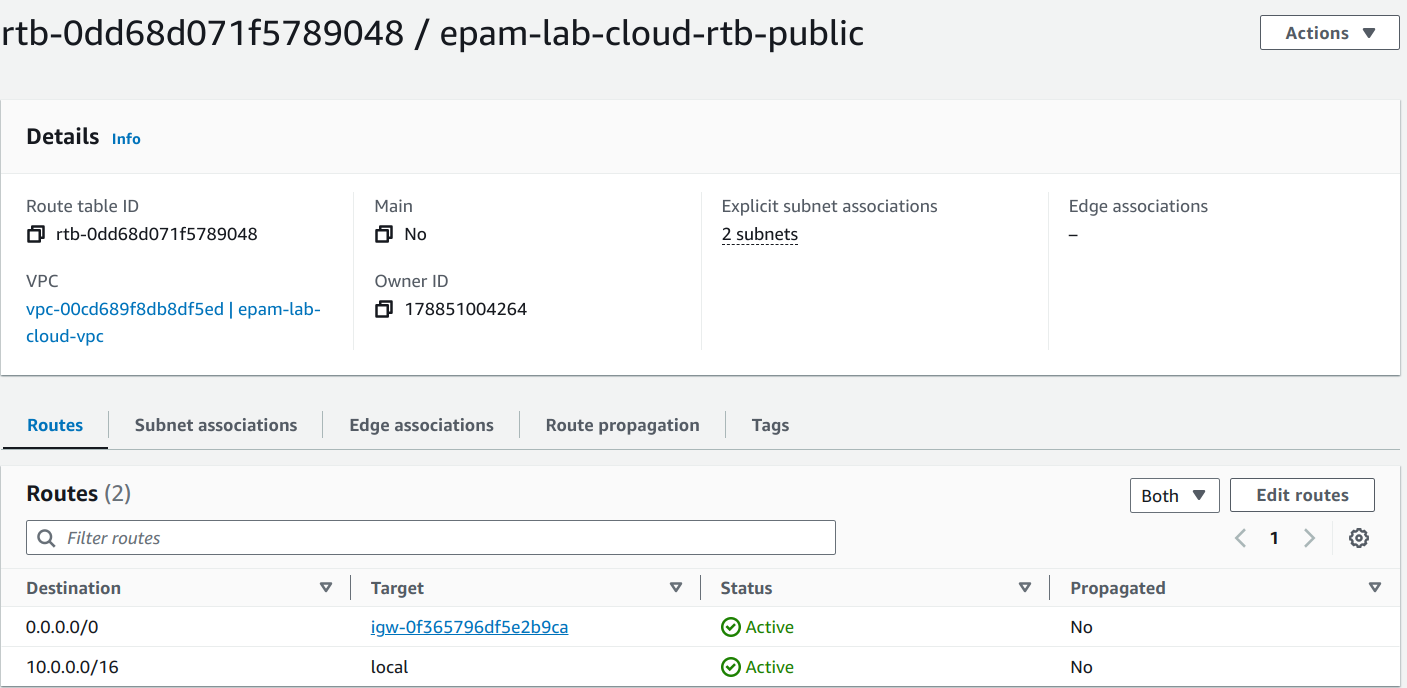 rtb-0dd68d071f5789048 / epam-lab-cloud-rtb-public
Actions
Details Info
Route table ID
rtb-0dd68d071f5789048
Main
No
Explicit subnet associations
2 subnets
Edge associations
–
VPC
vpc-00cd689f8db8df5ed | epam-lab-
cloud-vpc
Owner ID
178851004264
Routes Subnet associations Edge associations Route propagation Tags
Routes (2)
Both Edit routes
Filter routes
1
Destination Target Status Propagated
0.0.0.0/0 igw-0f365796df5e2b9ca Active No
10.0.0.0/16 local Active No